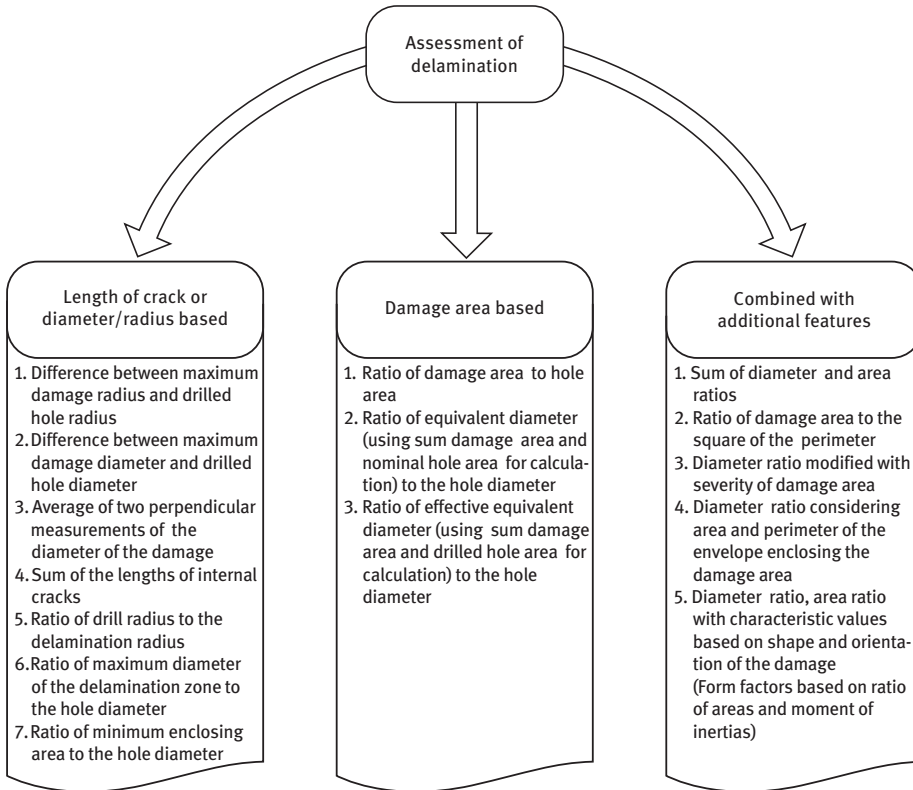 Assessment of
delamination
Length of crack or
diameter/radius based
1. Difference between maximum
damage radius and drilled
hole radius
2. Difference between maximum
damage diameter and drilled
hole diameter
3. Average of two perpendicular
measurements of the
diameter of the damage
4. Sum of the lengths of internal
cracks
5. Ratio of drill radius to the
delamination radius
6. Ratio of maximum diameter
of the delamination zone to
the hole diameter
7. Ratio of minimum enclosing
area to the hole diameter
Damage area based
1. Ratio of damage area to hole
area
2. Ratio of equivalent diameter
(using sum damage area and
nominal hole area for calcula-
tion) to the hole diameter
3. Ratio of effective equivalent
diameter (using sum damage
area and drilled hole area for
calculation) to the hole
diameter
Combined with
additional features
1. Sum of diameter and area
ratios
2. Ratio of damage area to the
square of the perimeter
3. Diameter ratio modified with
severity of damage area
4. Diameter ratio considering
area and perimeter of the
envelope enclosing the
damage area
5. Diameter ratio, area ratio
with characteristic values
based on shape and orienta-
tion of the damage
(Form factors based on ratio
of areas and moment of
inertias)